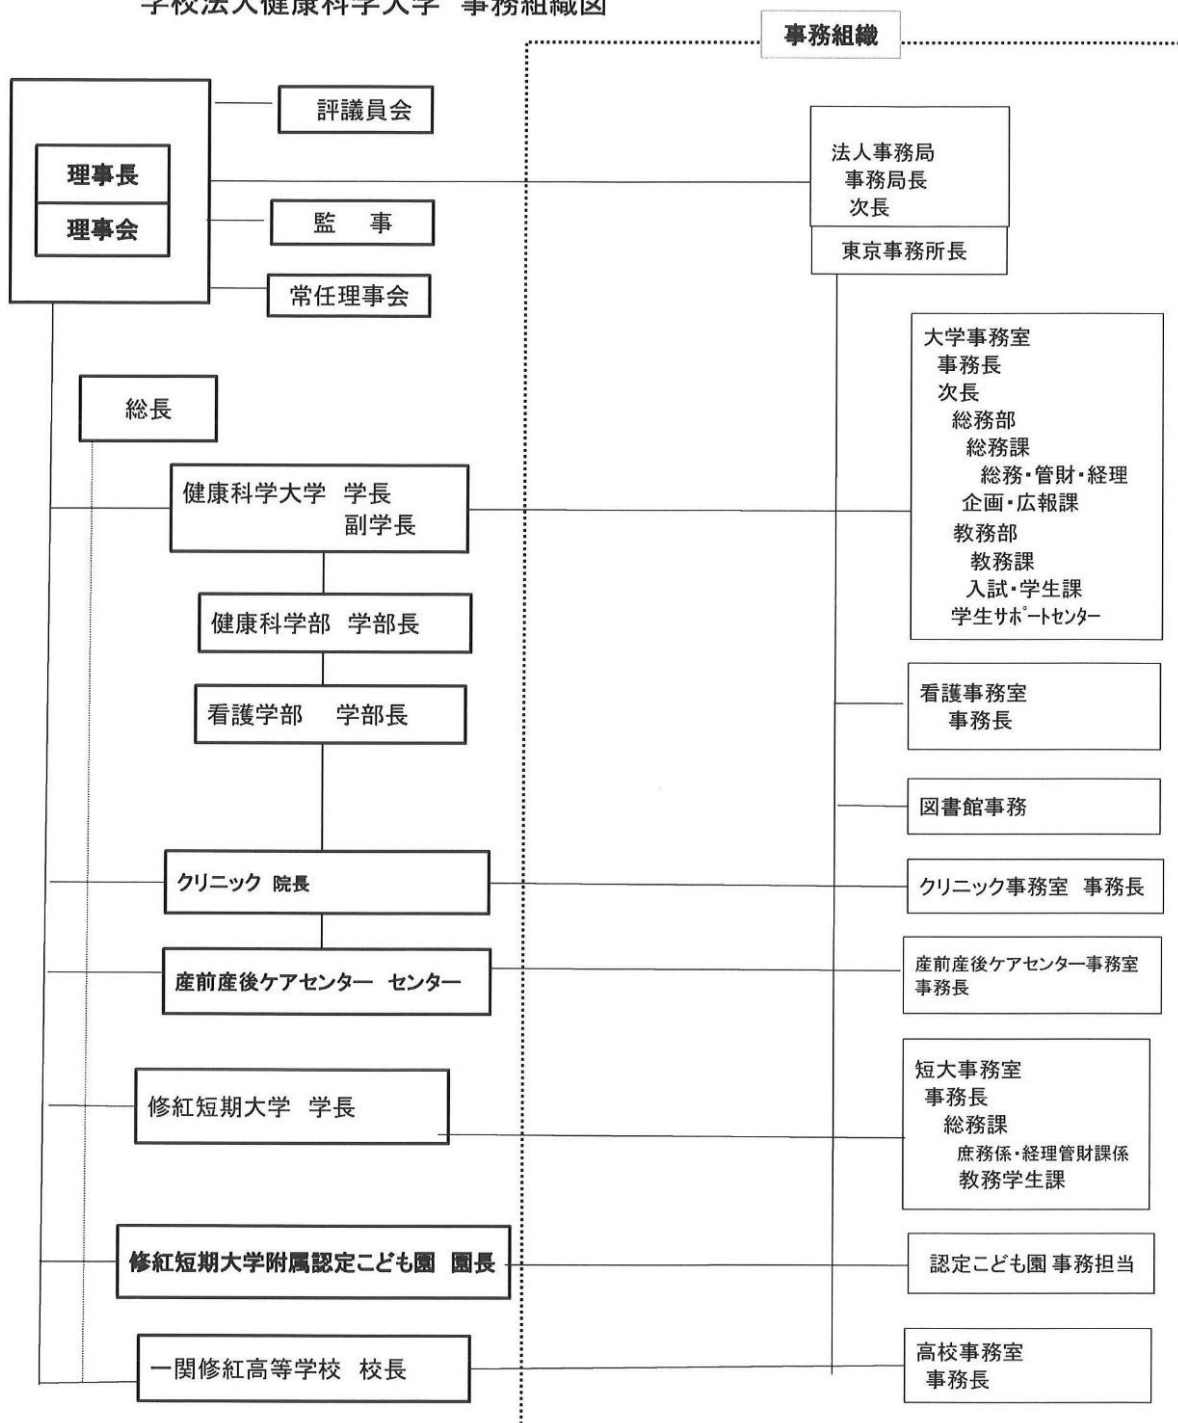 学校法人健康科学大学 事務組織図
事務組織
評議員会
理事長
理事会
監 事
常任理事会
総長
健康科学大学 学長
副学長
健康科学部 学部長
看護学部 学部長
クリニック 院長
産前産後ケアセンター センター
修紅短期大学 学長
修紅短期大学附属認定こども園 園長
一関修紅高等学校 校長
法人事務局
事務局長
次長
東京事務所長
大学事務室
事務長
次長
総務部
総務課
総務・管財・経理
企画・広報課
教務部
教務課
入試・学生課
学生サポートセンター
看護事務室
事務長
図書館事務
クリニック事務室 事務長
産前産後ケアセンター事務室
事務長
短大事務室
事務長
総務課
庶務係・経理管財課係
教務学生課
認定こども園 事務担当
高校事務室
事務長